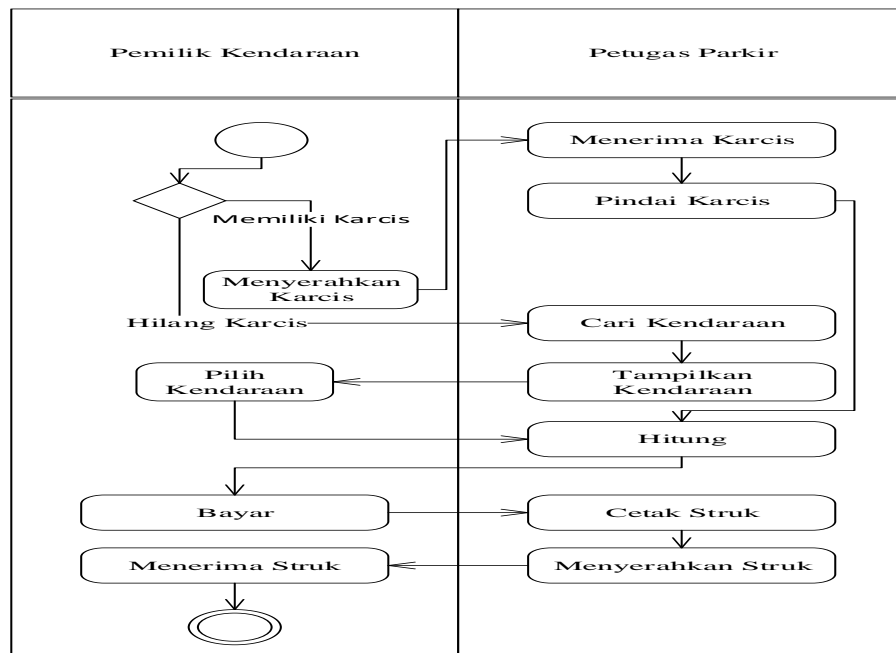 Pemilik Kendaraan
Petugas Parkir
Menerima Karcis
Pindai Karcis
Memiliki Karcis
Menyerahkan
Karcis
Hilang Karcis
Cari Kendaraan
Pilih
Kendaraan
Tampilkan
Kendaraan
Hitung
Bayar
Cetak Struk
Menerima Struk
Menyerahkan Struk